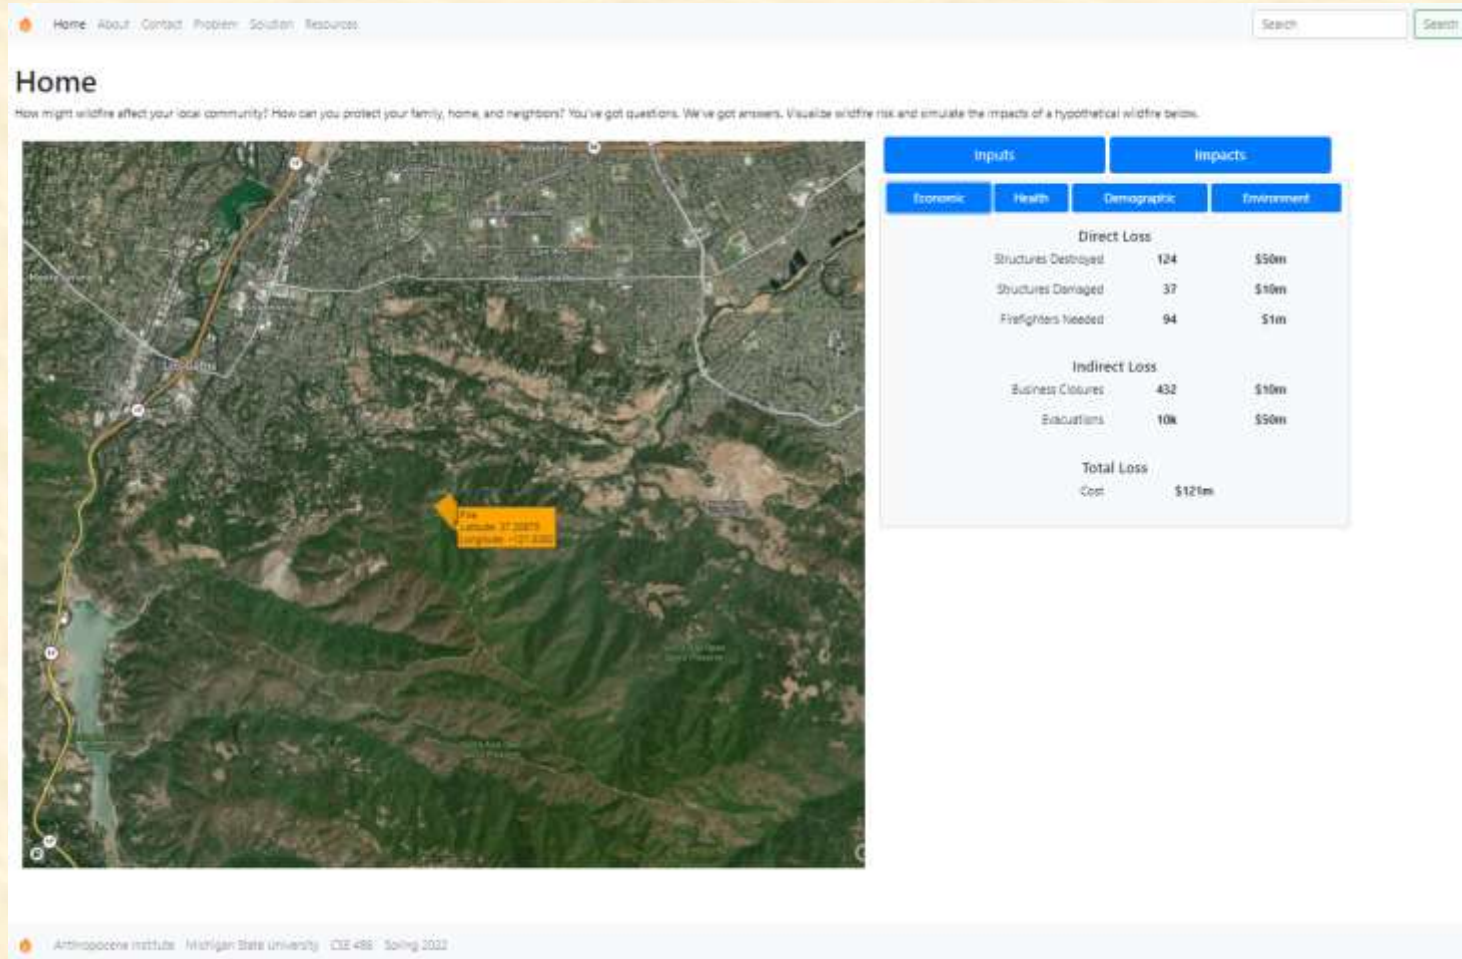 Home About Contact Problem Solution Resources
Search
Search
Home
How might wildfire affect your local community? How can you protect your family, home, and neighbors? You've got questions. We've got answers. Visualize wildfire risk and simulate the impacts of a hypothetical wildfire below.
Inputs Impacts
Economic Health Demographic Environment
Direct Loss
Structures Destroyed 124 $50m
Structures Damaged 37 $10m
Firefighters Needed 94 $1m
Indirect Loss
Business Closures 432 $10m
Evacuations 10k $50m
Total Loss
Cost $121m
Los Gatos
Fire
Latitude:
Longitude:
Anthropocene Institute Michigan State University CSE 498 Spring 2022